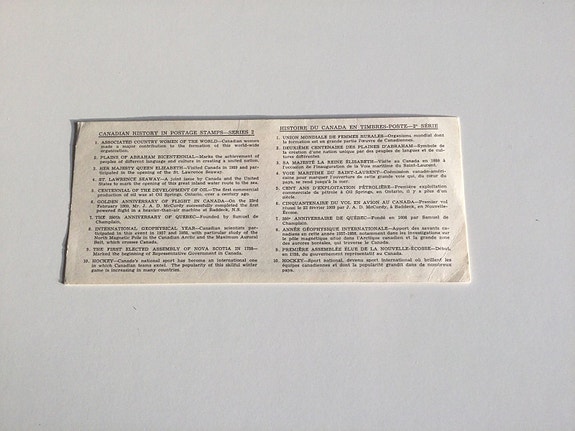 CANADIAN HISTORY IN POSTAGE STAMPS—SERIES 2
1. ASSOCIATED COUNTRY WOMEN OF THE WORLD—Canadian women
made a major contribution to the formation of this world-wide
organization.
2. PLAINS OF ABRAHAM BICENTENNIAL—Marks the achievement of
peoples of different language and culture in creating a united nation.
3. HER MAJESTY QUEEN ELIZABETH—Visited Canada in 1959 and par-
ticipated in the opening of the St. Lawrence Seaway.
4. ST. LAWRENCE SEAWAY—A joint issue by Canada and the United
States to mark the opening of this great inland water route to the sea.
5. CENTENNIAL OF THE DEVELOPMENT OF OIL—The first commercial
production of oil was at Oil Springs, Ontario, over a century ago.
6. GOLDEN ANNIVERSARY OF FLIGHT IN CANADA—On the 23rd
February 1909, Mr. J. A. D. McCurdy successfully completed the first
powered flight in a heavier-than-air machine at Baddeck, N.S.
7. THE 350th ANNIVERSARY OF QUEBEC—Founded by Samuel de
Champlain.
8. INTERNATIONAL GEOPHYSICAL YEAR—Canadian scientists par-
ticipated in this event in 1957 and 1958, with particular study of the
North Magnetic Pole in the Canadian Arctic and the Maximum Auroral
Belt, which crosses Canada.
9. THE FIRST ELECTED ASSEMBLY OF NOVA SCOTIA IN 1758—
Marked the beginning of Representative Government in Canada.
10. HOCKEY—Canada's national sport has become an international one
in which Canadian teams excel. The popularity of this skilful winter
game is increasing in many countries.
HISTOIRE DU CANADA EN TIMBRES-POSTE—2e SÉRIE
1. UNION MONDIALE DE FEMMES RURALES—Organisme mondial dont
la formation est en grande partie l'œuvre de Canadiennes.
2. DEUXIÈME CENTENAIRE DES PLAINES D'ABRAHAM—Symbole de
la création d'une nation unique par des peuples de langues et de cul-
tures différentes.
3. SA MAJESTÉ LA REINE ÉLISABETH—Visite au Canada en 1959 à
l'occasion de l'inauguration de la Voie maritime du Saint-Laurent.
4. VOIE MARITIME DU SAINT-LAURENT—Coémission canado-améri-
caine pour marquer l'ouverture de cette grande voie qui, du cœur du
pays, se rend jusqu'à la mer.
5. CENT ANS D'EXPLOITATION PÉTROLIÈRE—Première exploitation
commerciale de pétrole à Oil Springs, en Ontario, il y a plus d'un
siècle.
6. CINQUANTENAIRE DU VOL EN AVION AU CANADA—Premier vol
réussi le 23 février 1909 par J. A. D. McCurdy, à Baddeck, en Nouvelle-
Écosse.
7. 350e ANNIVERSAIRE DE QUÉBEC—Fondé en 1608 par Samuel de
Champlain.
8. ANNÉE GÉOPHYSIQUE INTERNATIONALE—Apport des savants ca-
nadiens en cette année 1957-1958, notamment dans les investigations sur
le pôle magnétique situé dans l'Arctique canadien et la grande zone
des aurores boréales, qui traverse le Canada.
9. PREMIÈRE ASSEMBLÉE ÉLUE DE LA NOUVELLE-ÉCOSSE—Début,
en 1758, du gouvernement représentatif au Canada.
10. HOCKEY—Sport national, devenu sport international où brillent les
équipes canadiennes et dont la popularité grandit dans de nombreux
pays.